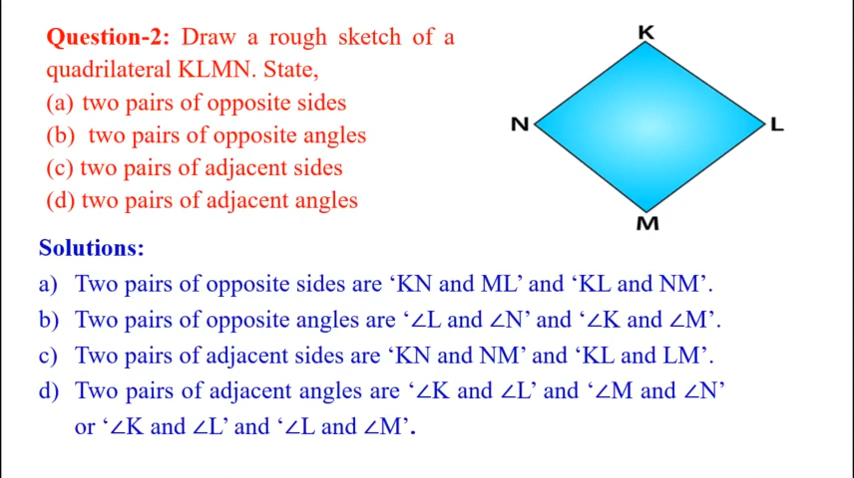 Question-2: Draw a rough sketch of a
quadrilateral KLMN. State,
(a) two pairs of opposite sides
(b) two pairs of opposite angles
(c) two pairs of adjacent sides
(d) two pairs of adjacent angles
K
N
L
M
Solutions:
a) Two pairs of opposite sides are ‘KN and ML’ and ‘KL and NM’.
b) Two pairs of opposite angles are ‘∠L and ∠N’ and ‘∠K and ∠M’.
c) Two pairs of adjacent sides are ‘KN and NM’ and ‘KL and LM’.
d) Two pairs of adjacent angles are ‘∠K and ∠L’ and ‘∠M and ∠N’
or ‘∠K and ∠L’ and ‘∠L and ∠M’.